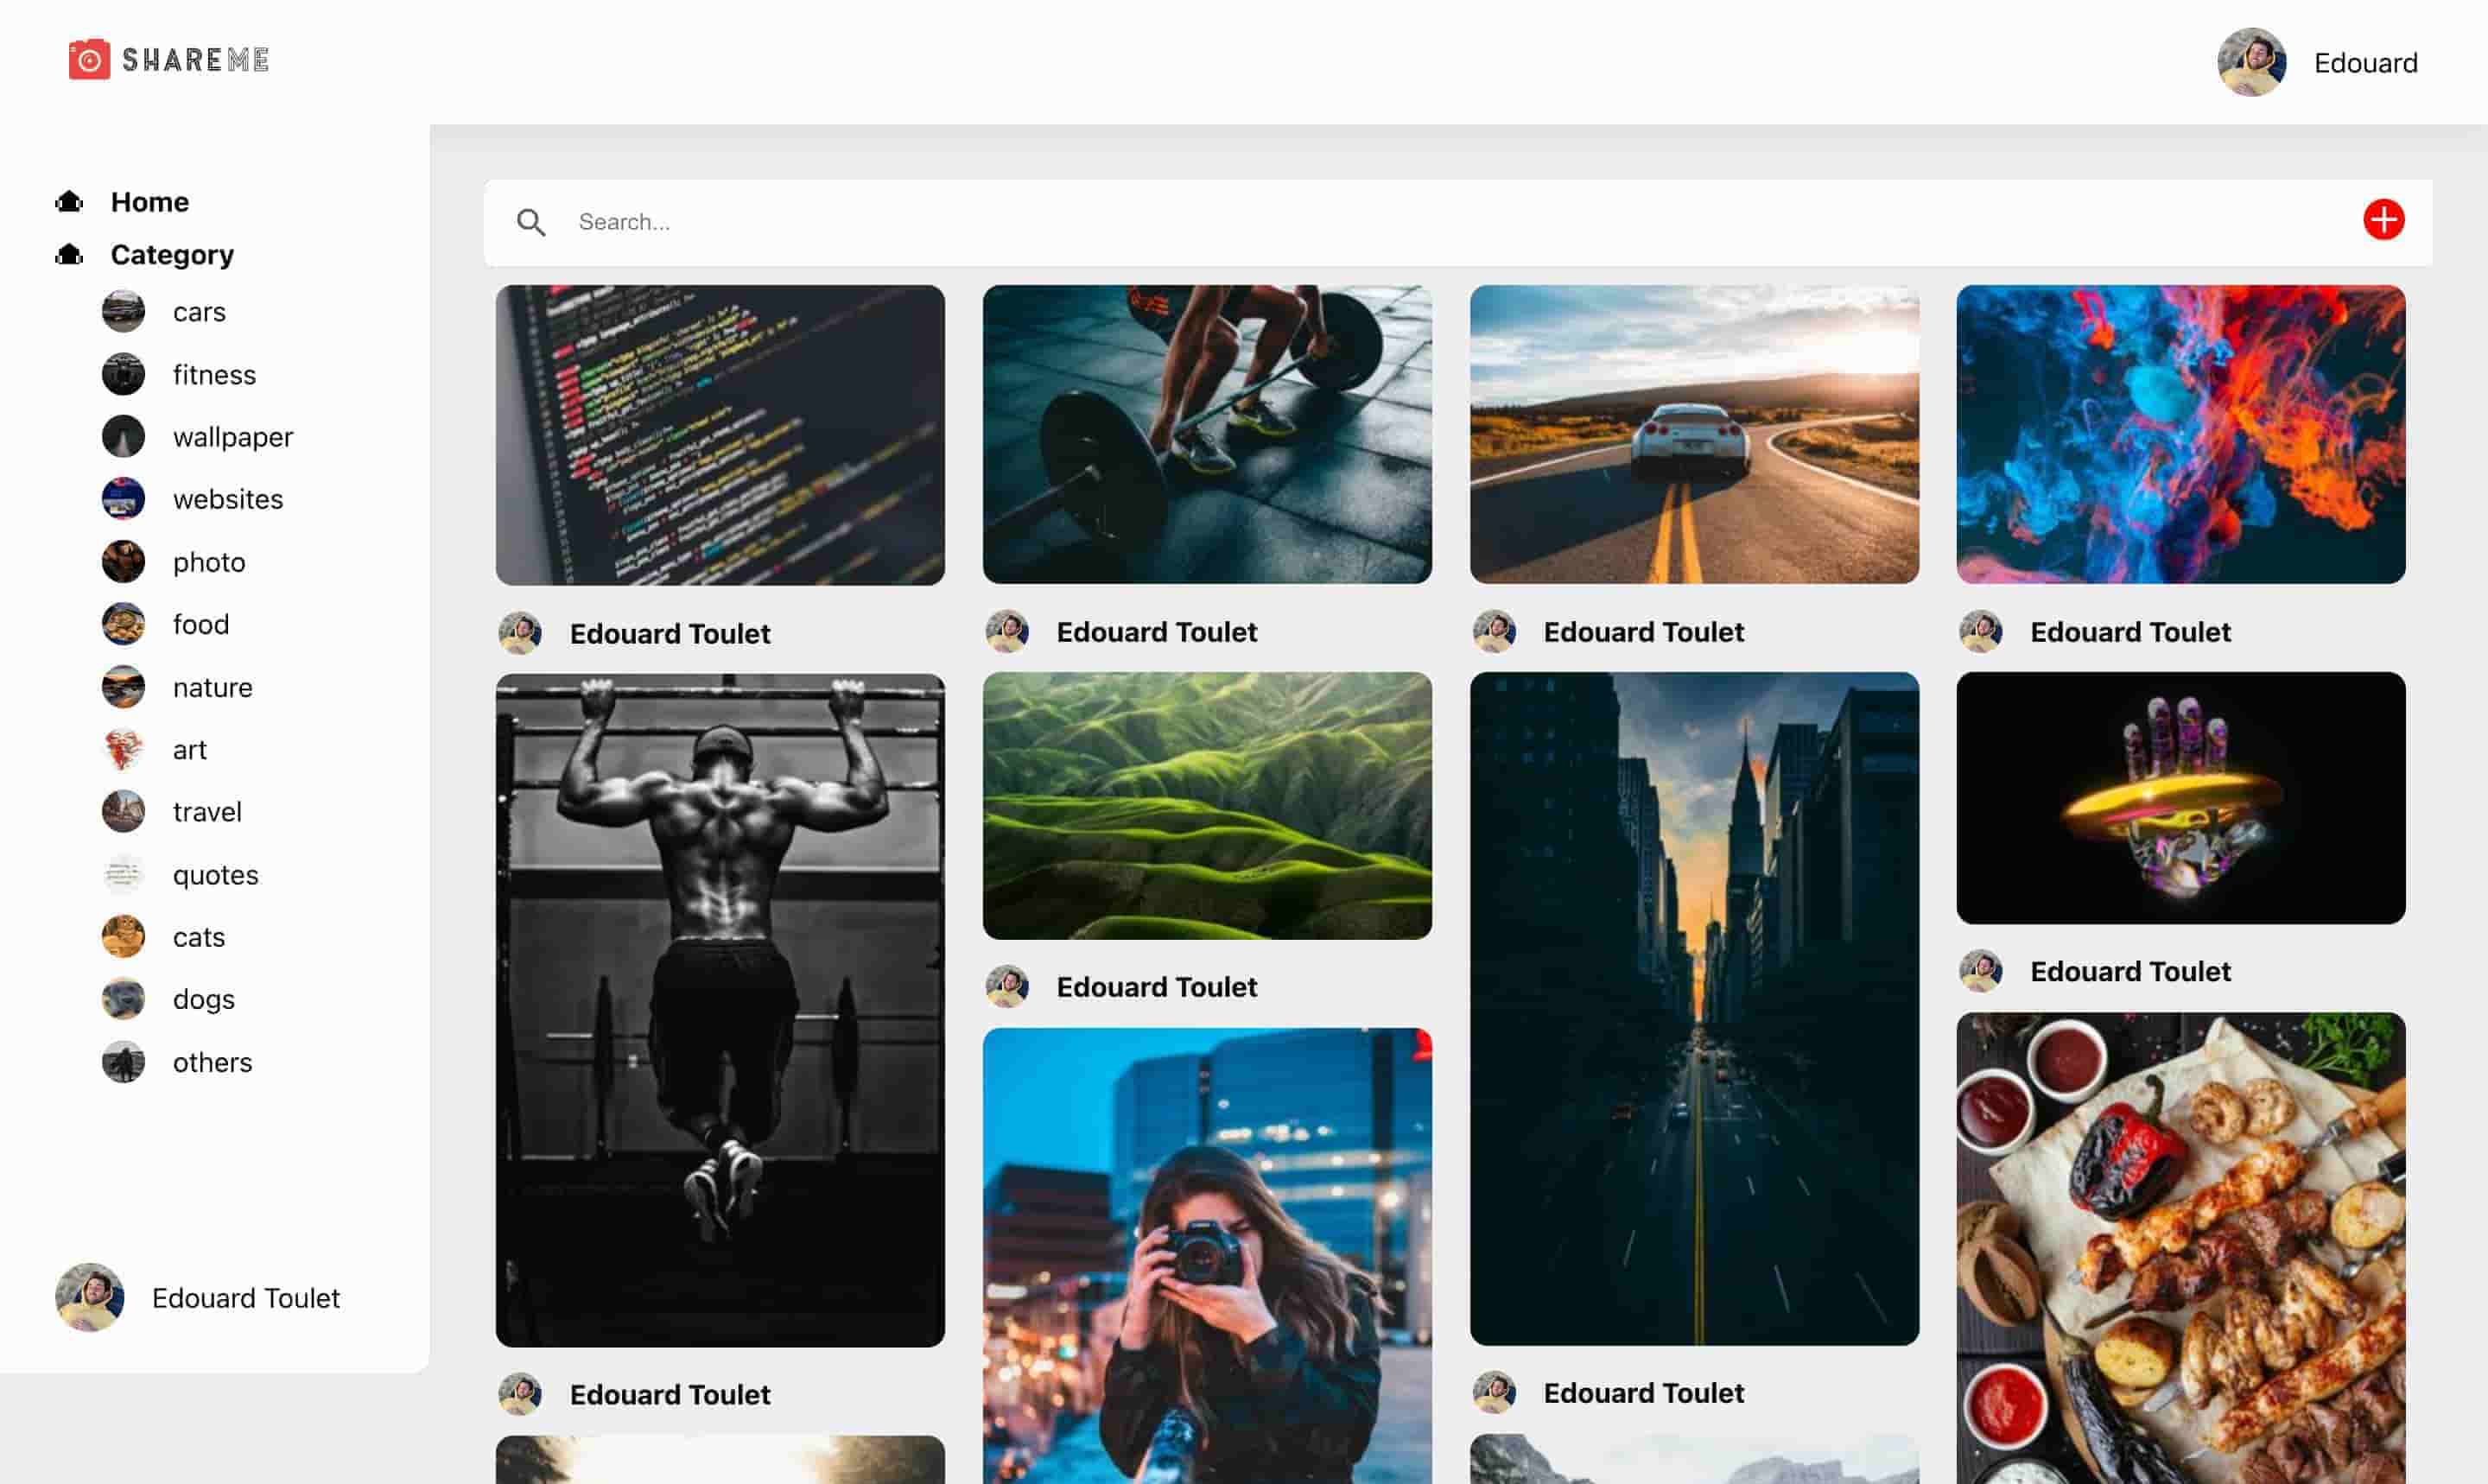 SHAREME
Edouard
Home
Category
cars
fitness
wallpaper
websites
photo
food
nature
art
travel
quotes
cats
dogs
others
Edouard Toulet
Search...
Edouard Toulet
Edouard Toulet
Edouard Toulet
Edouard Toulet
Edouard Toulet
Edouard Toulet
Edouard Toulet
Edouard Toulet